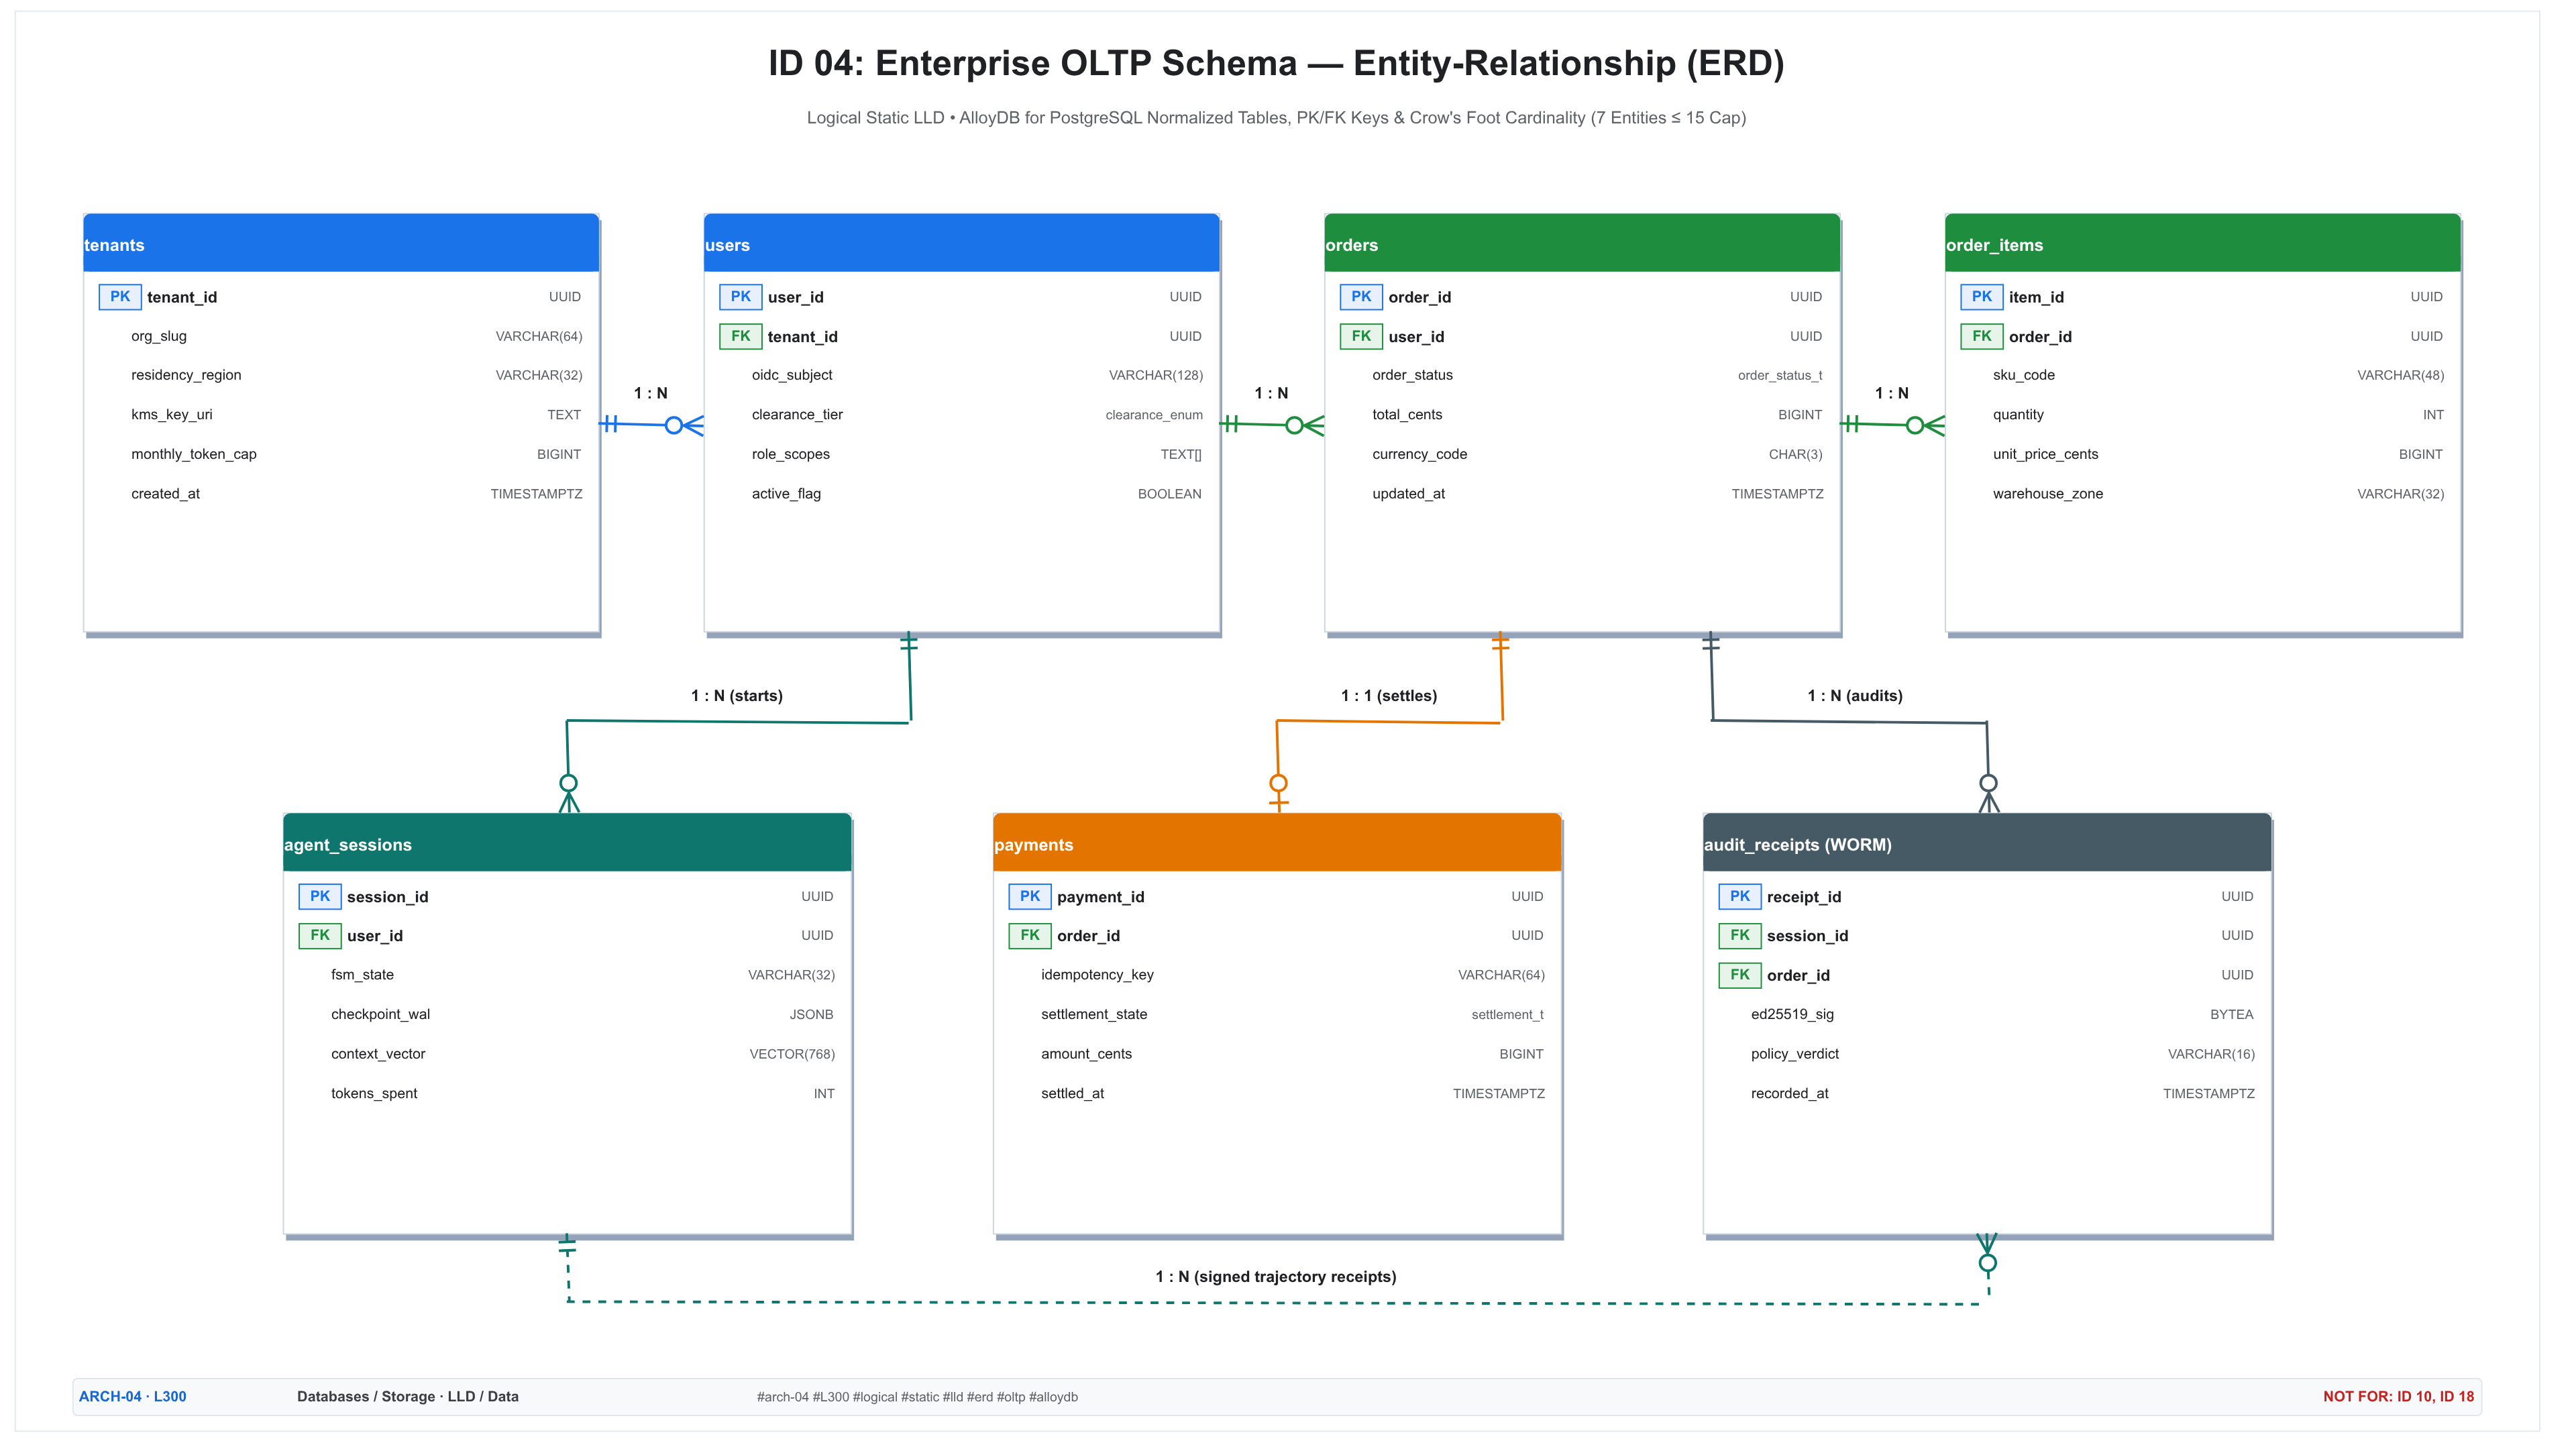 ID 04: Enterprise OLTP Schema — Entity-Relationship (ERD)
Logical Static LLD • AlloyDB for PostgreSQL Normalized Tables, PK/FK Keys & Crow's Foot Cardinality (7 Entities ≤ 15 Cap)
tenants
PK tenant_id UUID
org_slug VARCHAR(64)
residency_region VARCHAR(32)
kms_key_uri TEXT
monthly_token_cap BIGINT
created_at TIMESTAMPTZ
1 : N
users
PK user_id UUID
FK tenant_id UUID
oidc_subject VARCHAR(128)
clearance_tier clearance_enum
role_scopes TEXT[]
active_flag BOOLEAN
1 : N
orders
PK order_id UUID
FK user_id UUID
order_status order_status_t
total_cents BIGINT
currency_code CHAR(3)
updated_at TIMESTAMPTZ
1 : N
order_items
PK item_id UUID
FK order_id UUID
sku_code VARCHAR(48)
quantity INT
unit_price_cents BIGINT
warehouse_zone VARCHAR(32)
1 : N (starts)
1 : 1 (settles)
1 : N (audits)
agent_sessions
PK session_id UUID
FK user_id UUID
fsm_state VARCHAR(32)
checkpoint_wal JSONB
context_vector VECTOR(768)
tokens_spent INT
payments
PK payment_id UUID
FK order_id UUID
idempotency_key VARCHAR(64)
settlement_state settlement_t
amount_cents BIGINT
settled_at TIMESTAMPTZ
audit_receipts (WORM)
PK receipt_id UUID
FK session_id UUID
FK order_id UUID
ed25519_sig BYTEA
policy_verdict VARCHAR(16)
recorded_at TIMESTAMPTZ
1 : N (signed trajectory receipts)
ARCH-04 · L300
Databases / Storage · LLD / Data
#arch-04 #L300 #logical #static #lld #erd #oltp #alloydb
NOT FOR: ID 10, ID 18